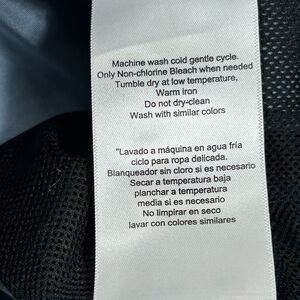 Machine wash cold gentle cycle.
Only Non-chlorine Bleach when needed
Tumble dry at low temperature,
Warm iron
Do not dry-clean
Wash with similar colors
"Lavado a máquina en agua fría
ciclo para ropa delicada.
Blanqueador sin cloro si es necesario
Secar a temperatura baja
planchar a temperatura
media si es necesario
No limpirar en seco
lavar con colores similares